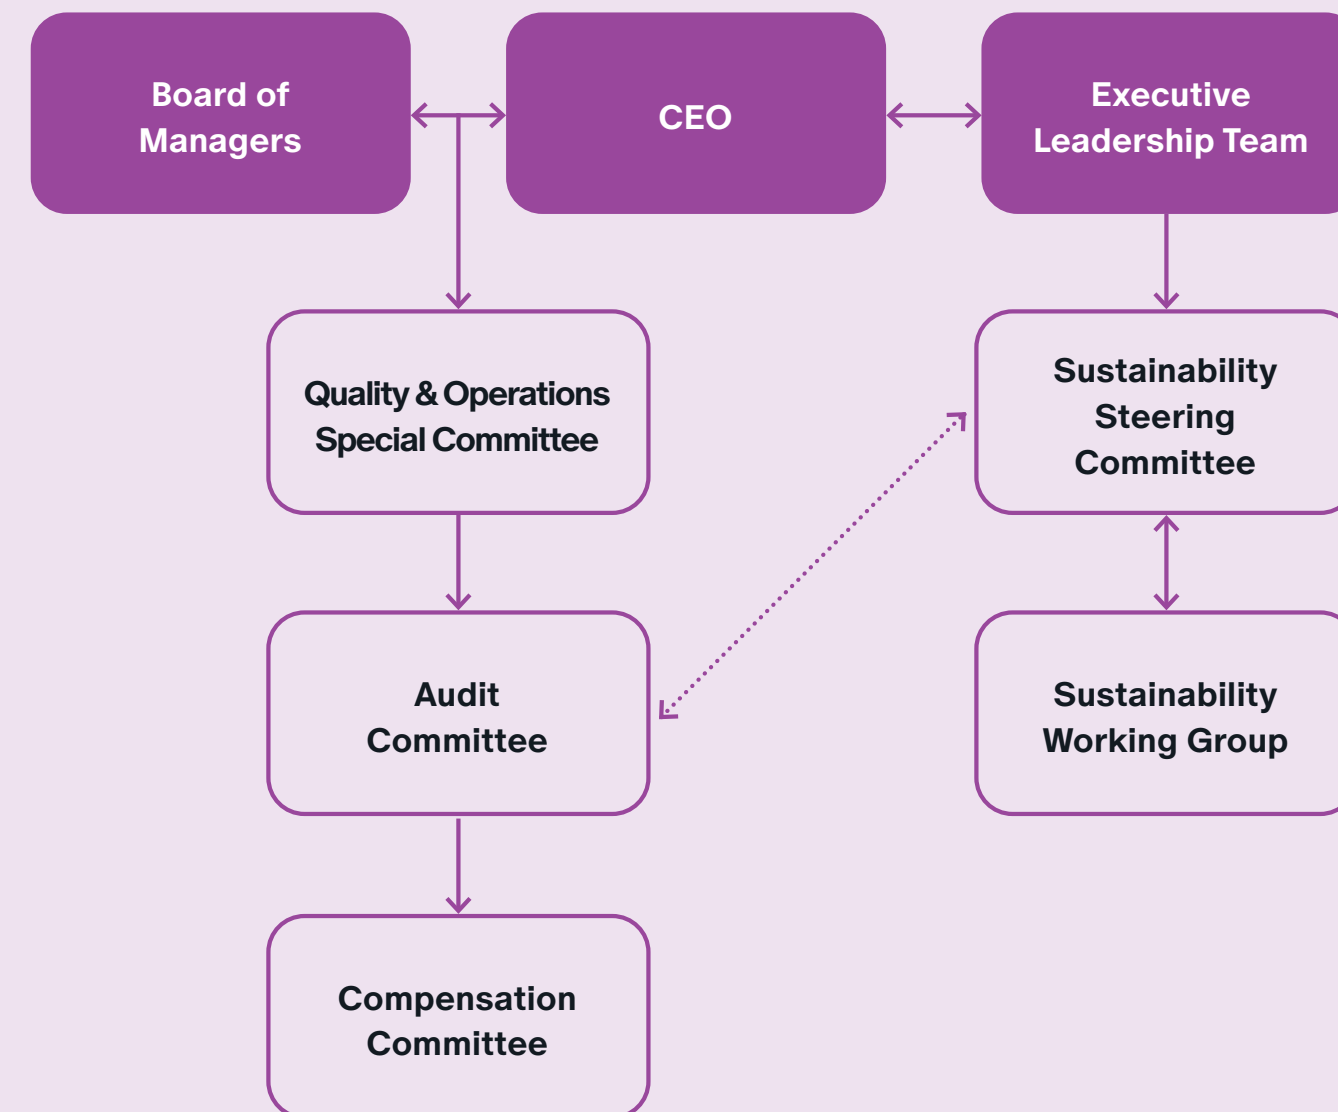 Board of
Managers
CEO
Executive
Leadership Team
Quality & Operations
Special Committee
Sustainability
Steering
Committee
Audit
Committee
Sustainability
Working Group
Compensation
Committee